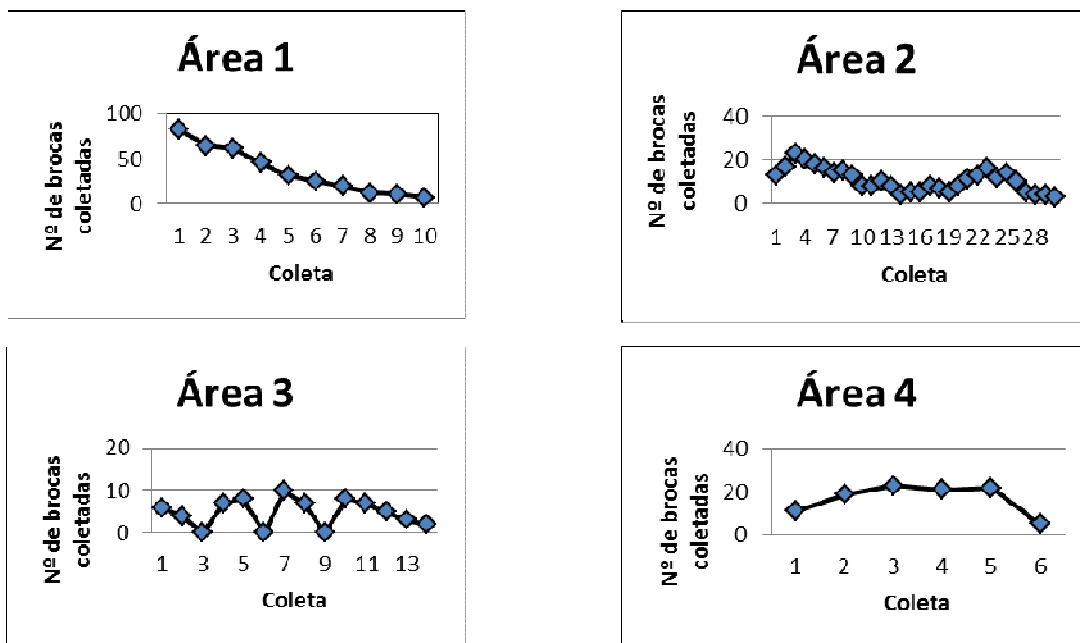 Área 1
Nº de brocas
coletadas
100
50
0
1 2 3 4 5 6 7 8 9 10
Coleta
Área 2
Nº de brocas
coletadas
40
20
0
1 4 7 10 13 16 19 22 25 28
Coleta
Área 3
Nº de brocas
coletadas
20
10
0
1 3 5 7 9 11 13
Coleta
Área 4
Nº de brocas
coletadas
40
20
0
1 2 3 4 5 6
Coleta